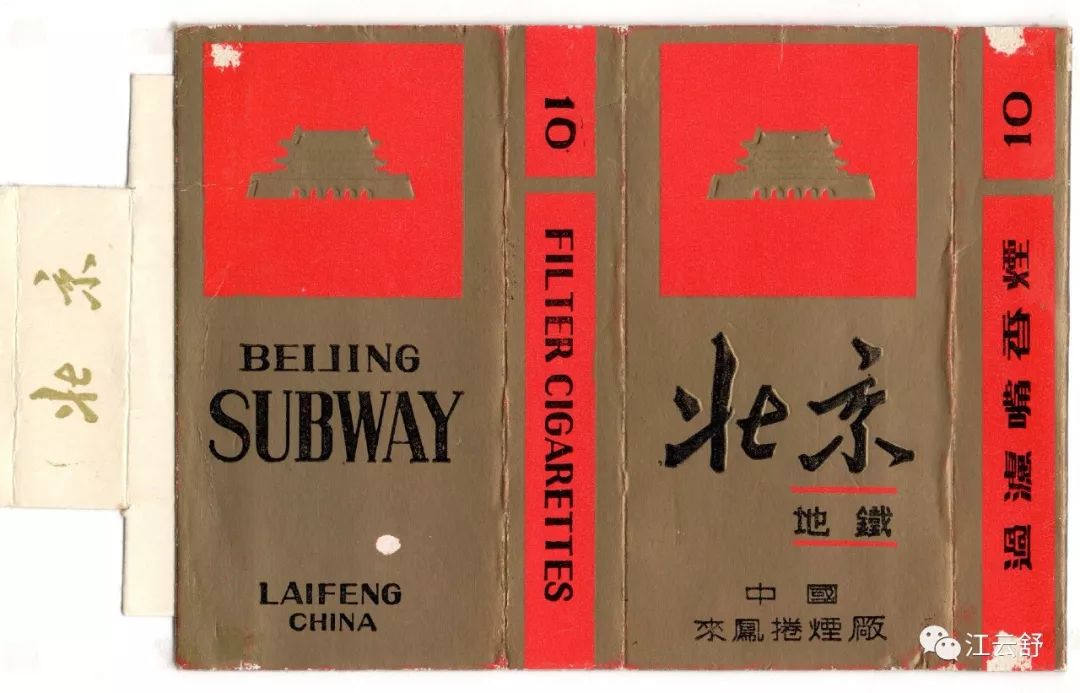 北京
BEIJING
SUBWAY
LAIFENG
CHINA
10
FILTER CIGARETTES
北京
地鐵
中國
來鳳捲煙廠
10
過濾嘴香煙
江云舒